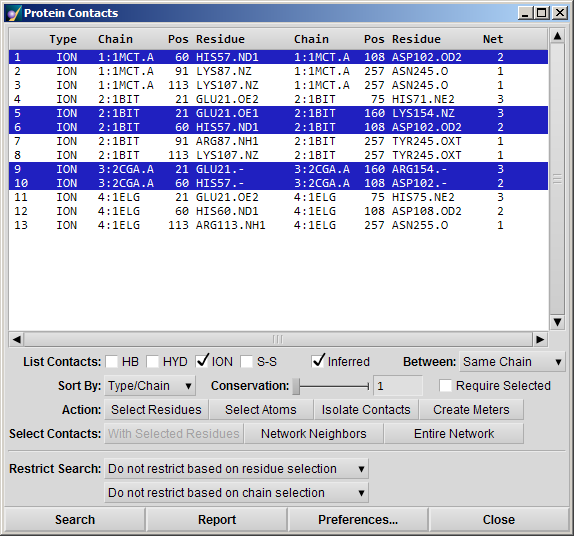 Protein Contacts
Type Chain Pos Residue Chain Pos Residue Net
1 ION 1:1MCT.A 60 HIS57.ND1 1:1MCT.A 108 ASP102.OD2 2
2 ION 1:1MCT.A 91 LYS87.NZ 1:1MCT.A 257 ASN245.O 1
3 ION 1:1MCT.A 113 LYS107.NZ 1:1MCT.A 257 ASN245.O 1
4 ION 2:1BIT 21 GLU21.OE2 2:1BIT 75 HIS71.NE2 3
5 ION 2:1BIT 21 GLU21.OE1 2:1BIT 160 LYS154.NZ 3
6 ION 2:1BIT 60 HIS57.ND1 2:1BIT 108 ASP102.OD2 2
7 ION 2:1BIT 91 ARG87.NH1 2:1BIT 257 TYR245.OXT 1
8 ION 2:1BIT 113 LYS107.NZ 2:1BIT 257 TYR245.OXT 1
9 ION 3:2CGA.A 21 GLU21.- 3:2CGA.A 160 ARG154.- 3
10 ION 3:2CGA.A 60 HIS57.- 3:2CGA.A 108 ASP102.- 2
11 ION 4:1ELG 21 GLU21.OE2 4:1ELG 75 HIS75.NE2 3
12 ION 4:1ELG 60 HIS60.ND1 4:1ELG 108 ASP108.OD2 2
13 ION 4:1ELG 113 ARG113.NH1 4:1ELG 257 ASN255.O 1
List Contacts: HB HYD ION S-S Inferred Between: Same Chain
Sort By: Type/Chain Conservation: 1 Require Selected
Action: Select Residues Select Atoms Isolate Contacts Create Meters
Select Contacts: With Selected Residues Network Neighbors Entire Network
Restrict Search: Do not restrict based on residue selection
Do not restrict based on chain selection
Search Report Preferences... Close